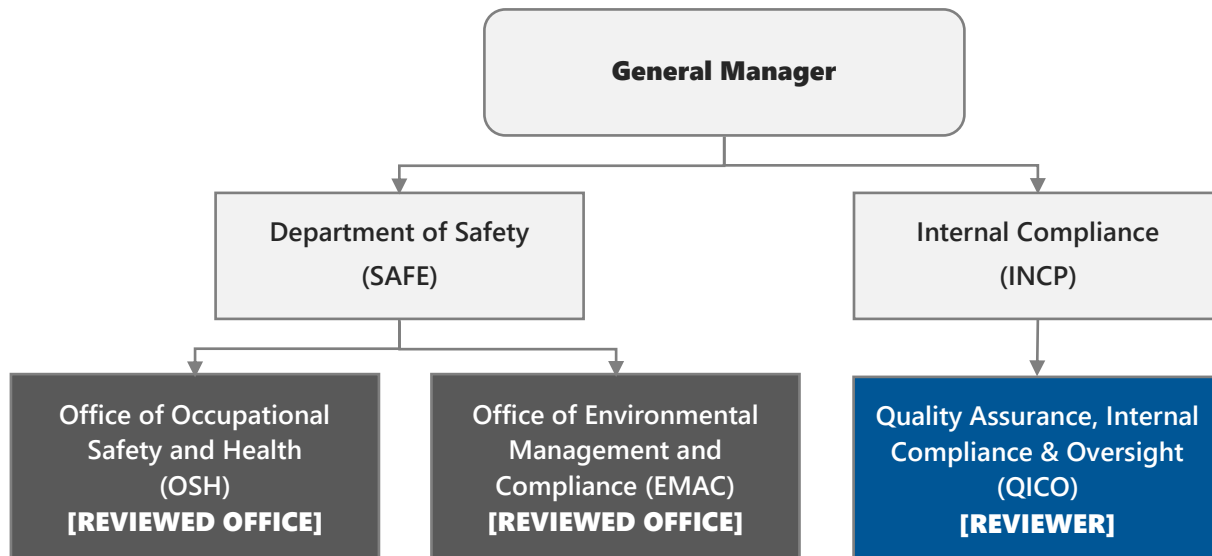 General Manager
Department of Safety
(SAFE)
Internal Compliance
(INCP)
Office of Occupational
Safety and Health
(OSH)
[REVIEWED OFFICE]
Office of Environmental
Management and
Compliance (EMAC)
[REVIEWED OFFICE]
Quality Assurance, Internal
Compliance & Oversight
(QICO)
[REVIEWER]